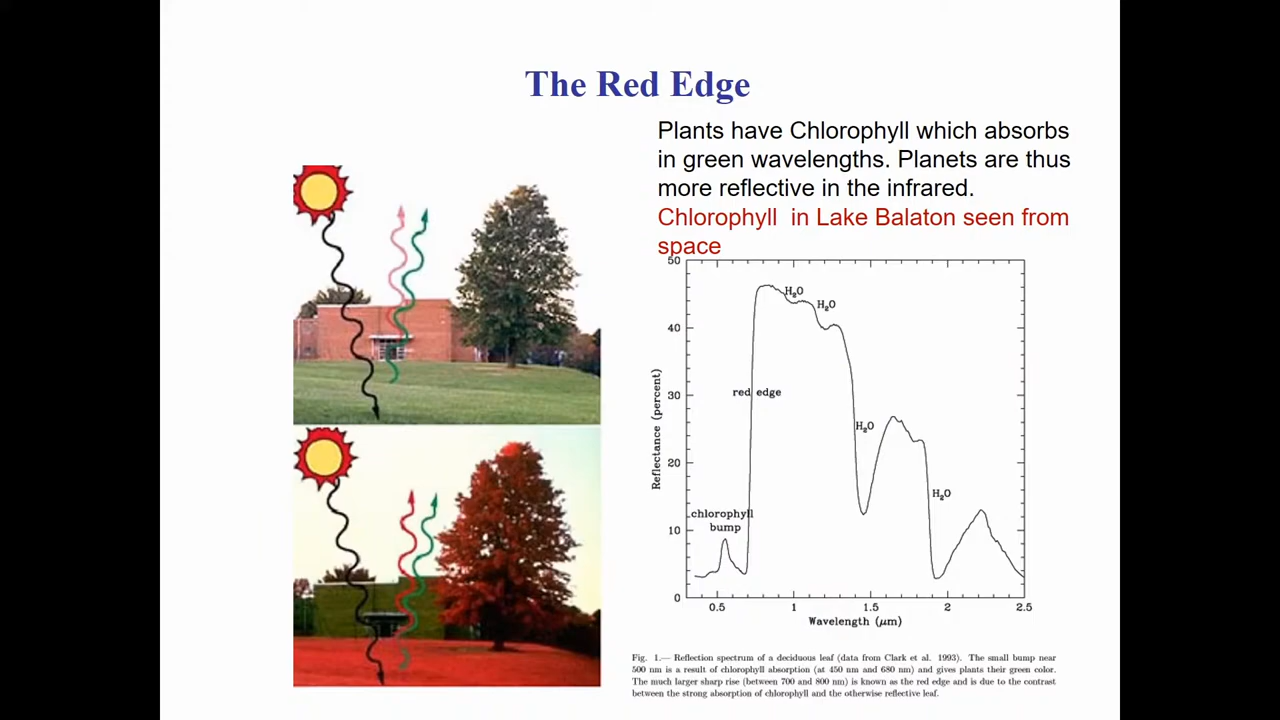 The Red Edge
Plants have Chlorophyll which absorbs
in green wavelengths. Planets are thus
more reflective in the infrared.
Chlorophyll in Lake Balaton seen from
space
50
40
30
20
10
0
Reflectance (percent)
H₂O
H₂O
red edge
H₂O
H₂O
chlorophyll
bump
0.5 1 1.5 2 2.5
Wavelength (μm)
Fig. 1.— Reflection spectrum of a deciduous leaf (data from Clark et al. 1993). The small bump near
500 nm is a result of chlorophyll absorption (at 450 nm and 680 nm) and gives plants their green color.
The much larger sharp rise (between 700 and 800 nm) is known as the red edge and is due to the contrast
between the strong absorption of chlorophyll and the otherwise reflective leaf.